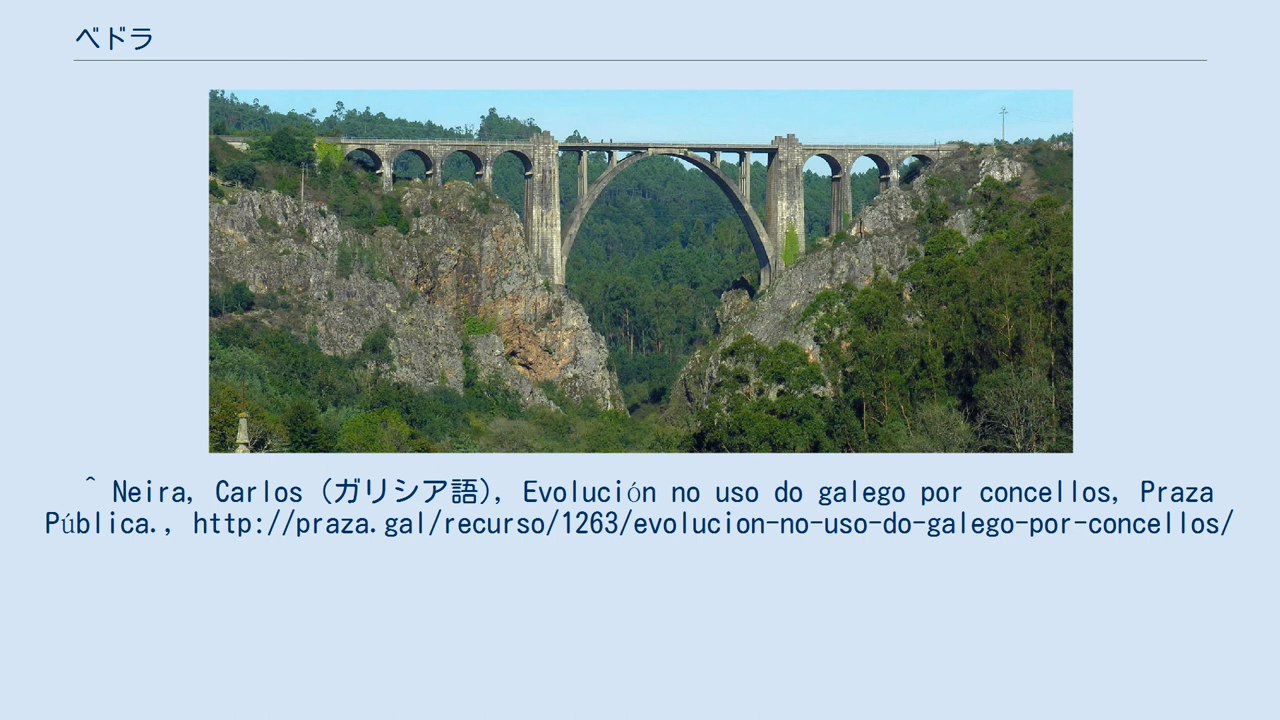 ベドラ
^ Neira, Carlos (ガリシア語), Evolución no uso do galego por concellos, Praza
Pública., http://praza.gal/recurso/1263/evolucion-no-uso-do-galego-por-concellos/